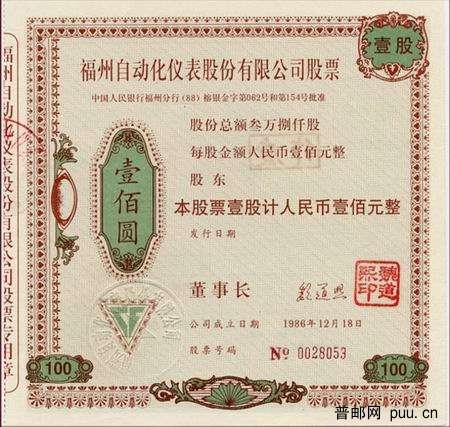 壹股
福州自动化仪表股份有限公司股票
中国人民银行福州分行(88)榕银金字第062号和第154号批准
股份总额叁万捌仟股
每股金额人民币壹佰元整
股东
本股票壹股计人民币壹佰元整
发行日期
壹佰圆
董事长
魏道熙印
公司成立日期 1986年12月18日
股票号码 № 0028053
100
100
福州自动化仪表股份有限公司股票专用章
普邮网 puu.cn